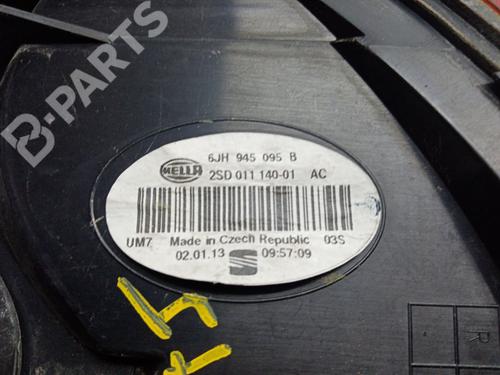 B-PARTS
6JH 945 095 B
HELLA 2SD 011 140-01 AC
UM7 Made in Czech Republic 03S
02.01.13 09:57:09
R